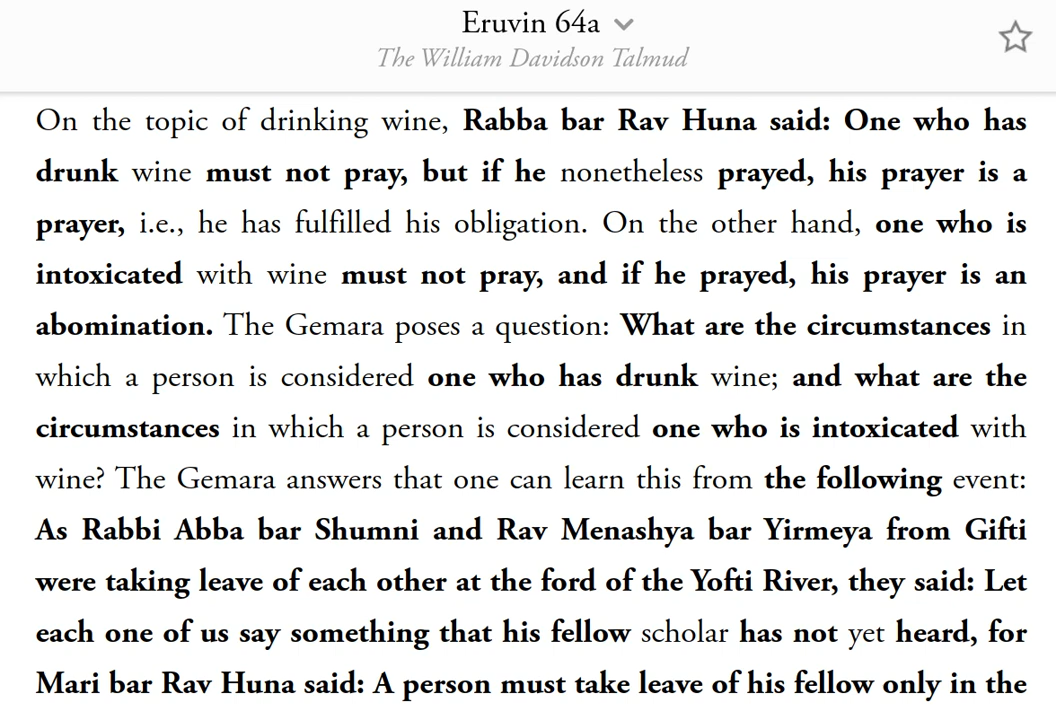 Eruvin 64a
The William Davidson Talmud
On the topic of drinking wine, Rabba bar Rav Huna said: One who has
drunk wine must not pray, but if he nonetheless prayed, his prayer is a
prayer, i.e., he has fulfilled his obligation. On the other hand, one who is
intoxicated with wine must not pray, and if he prayed, his prayer is an
abomination. The Gemara poses a question: What are the circumstances in
which a person is considered one who has drunk wine; and what are the
circumstances in which a person is considered one who is intoxicated with
wine? The Gemara answers that one can learn this from the following event:
As Rabbi Abba bar Shumni and Rav Menashya bar Yirmeya from Gifti
were taking leave of each other at the ford of the Yofti River, they said: Let
each one of us say something that his fellow scholar has not yet heard, for
Mari bar Rav Huna said: A person must take leave of his fellow only in the